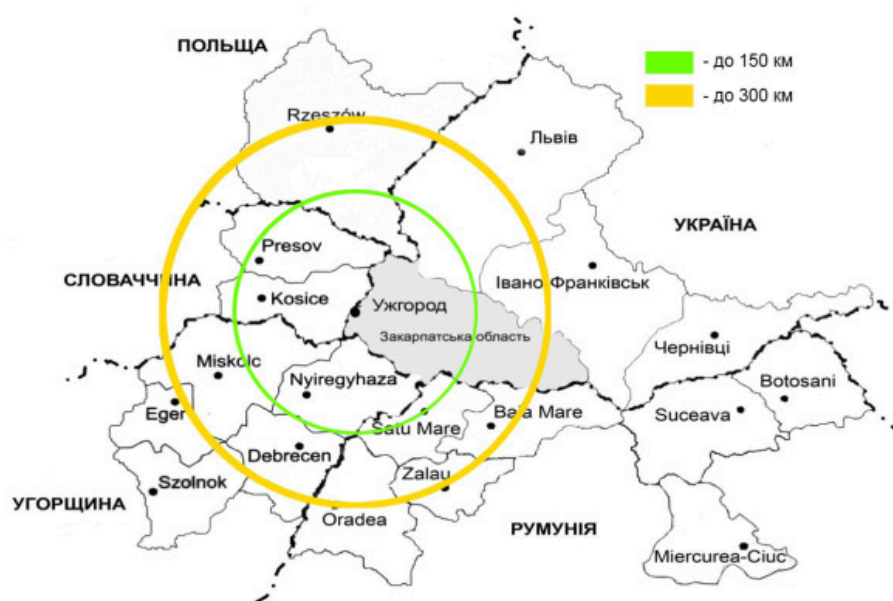 ПОЛЬЩА
- до 150 км
- до 300 км
Rzeszów
Львів
УКРАЇНА
Presov
СЛОВАЧЧИНА
Івано Франківськ
Kosice
Ужгород
Закарпатська область
Чернівці
Miskolc
Nyiregyhaza
Botosani
Eger
Satu Mare
Baia Mare
Suceava
Debrecen
Zalau
Szolnok
УГОРЩИНА
Oradea
РУМУНІЯ
Miercurea-Ciuc